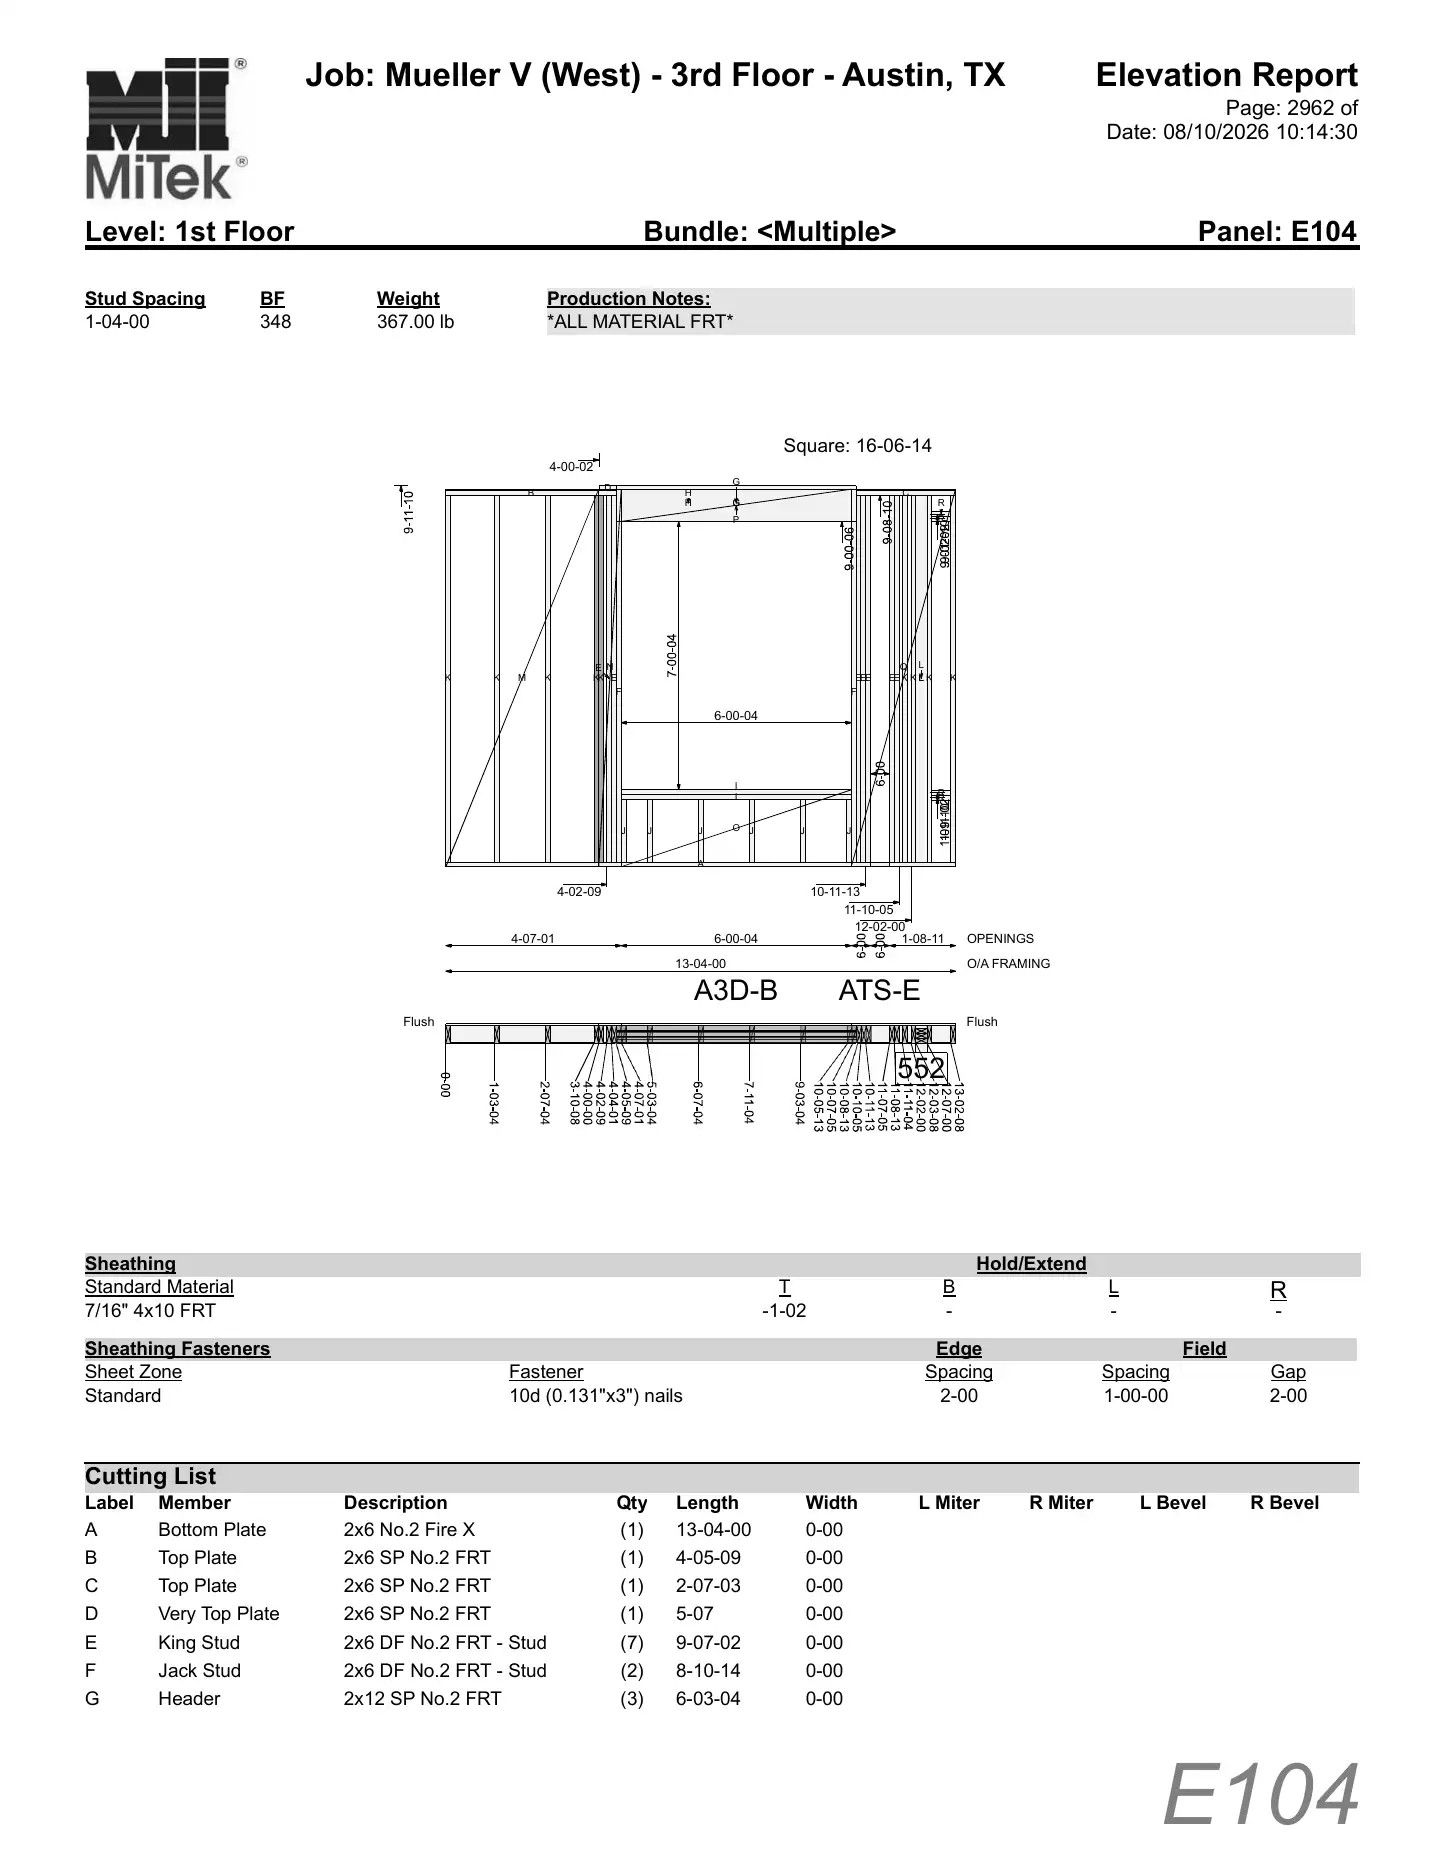 Job: Mueller V (West) - 3rd Floor - Austin, TX
Elevation Report
Page: 2962 of
Date: 08/10/2026 10:14:30
MiTek®
Level: 1st Floor Bundle: <Multiple> Panel: E104
Stud Spacing BF Weight Production Notes:
1-04-00 348 367.00 lb *ALL MATERIAL FRT*
Square: 16-06-14
4-00-02
G
B D H R
P
9-11-10
9-00-06
9-08-10
7-00-04
E N L
K K M K E K K K
F F
6-00-04
6-00
I
J J J O J J J
A
4-02-09 10-11-13
11-10-05
12-02-00
4-07-01 6-00-04 6-00 6-00 1-08-11 OPENINGS
13-04-00 O/A FRAMING
A3D-B ATS-E
Flush Flush
552
0-00 1-03-04 2-07-04 3-10-08 4-00-00 4-02-09 4-04-01 4-05-09 4-07-01 5-03-04 6-07-04 7-11-04 9-03-04 10-05-13 10-07-05 10-08-13 10-10-05 10-11-13 11-07-05 11-08-13 11-11-04 12-02-00 12-03-08 12-07-00 13-02-08
Sheathing Hold/Extend
Standard Material T B L R
7/16" 4x10 FRT -1-02 - - -
Sheathing Fasteners Edge Field
Sheet Zone Fastener Spacing Spacing Gap
Standard 10d (0.131"x3") nails 2-00 1-00-00 2-00
Cutting List
Label Member Description Qty Length Width L Miter R Miter L Bevel R Bevel
A Bottom Plate 2x6 No.2 Fire X (1) 13-04-00 0-00
B Top Plate 2x6 SP No.2 FRT (1) 4-05-09 0-00
C Top Plate 2x6 SP No.2 FRT (1) 2-07-03 0-00
D Very Top Plate 2x6 SP No.2 FRT (1) 5-07 0-00
E King Stud 2x6 DF No.2 FRT - Stud (7) 9-07-02 0-00
F Jack Stud 2x6 DF No.2 FRT - Stud (2) 8-10-14 0-00
G Header 2x12 SP No.2 FRT (3) 6-03-04 0-00
E104